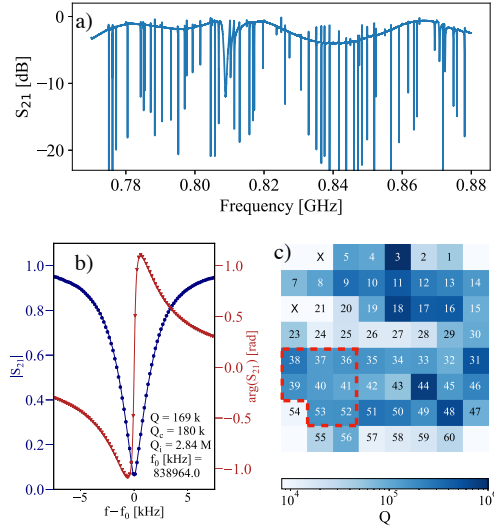 a)
S₂₁ [dB]
0
−10
−20
0.78 0.80 0.82 0.84 0.86 0.88
Frequency [GHz]
b)
|S₂₁|
1.0
0.8
0.6
0.4
0.2
0.0
arg(S₂₁) [rad]
1.0
0.5
0.0
−0.5
−1.0
Q = 169 k
Q_c = 180 k
Q_i = 2.84 M
f₀ [kHz] =
838964.0
−5 0 5
f−f₀ [kHz]
c)
X 5 4 3 2 1
7 8 9 10 11 12 13 14
X 21 20 19 18 17 16 15
23 24 25 26 27 28 29 30
38 37 36 35 34 33 32 31
39 40 41 42 43 44 45 46
54 53 52 51 50 49 48 47
55 56 57 58 59 60
10⁴ 10⁵ 10⁶
Q